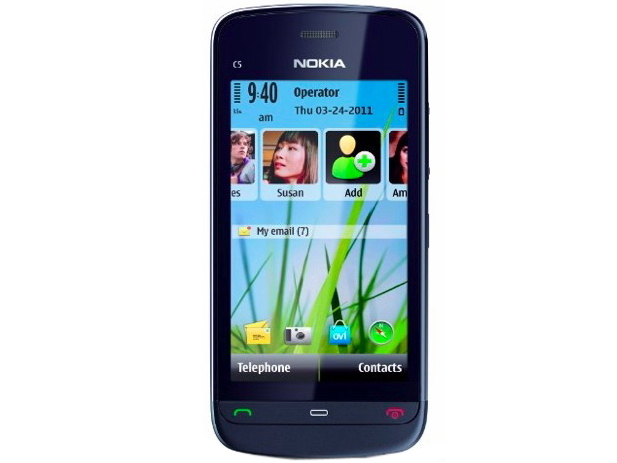 C5
NOKIA
9:40
am
Operator
Thu 03-24-2011
es
Susan
Add
Am
My email (7)
ovi
Telephone
Contacts